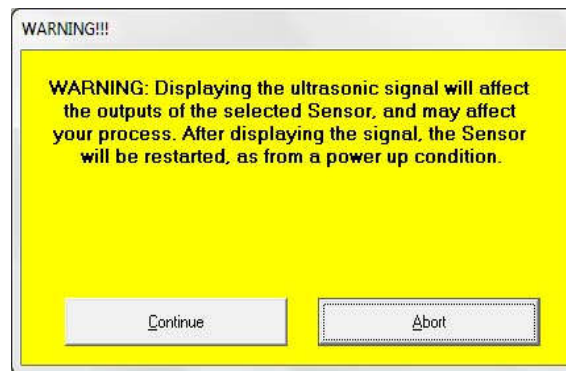 WARNING!!!
WARNING: Displaying the ultrasonic signal will affect
the outputs of the selected Sensor, and may affect
your process. After displaying the signal, the Sensor
will be restarted, as from a power up condition.
Continue
Abort